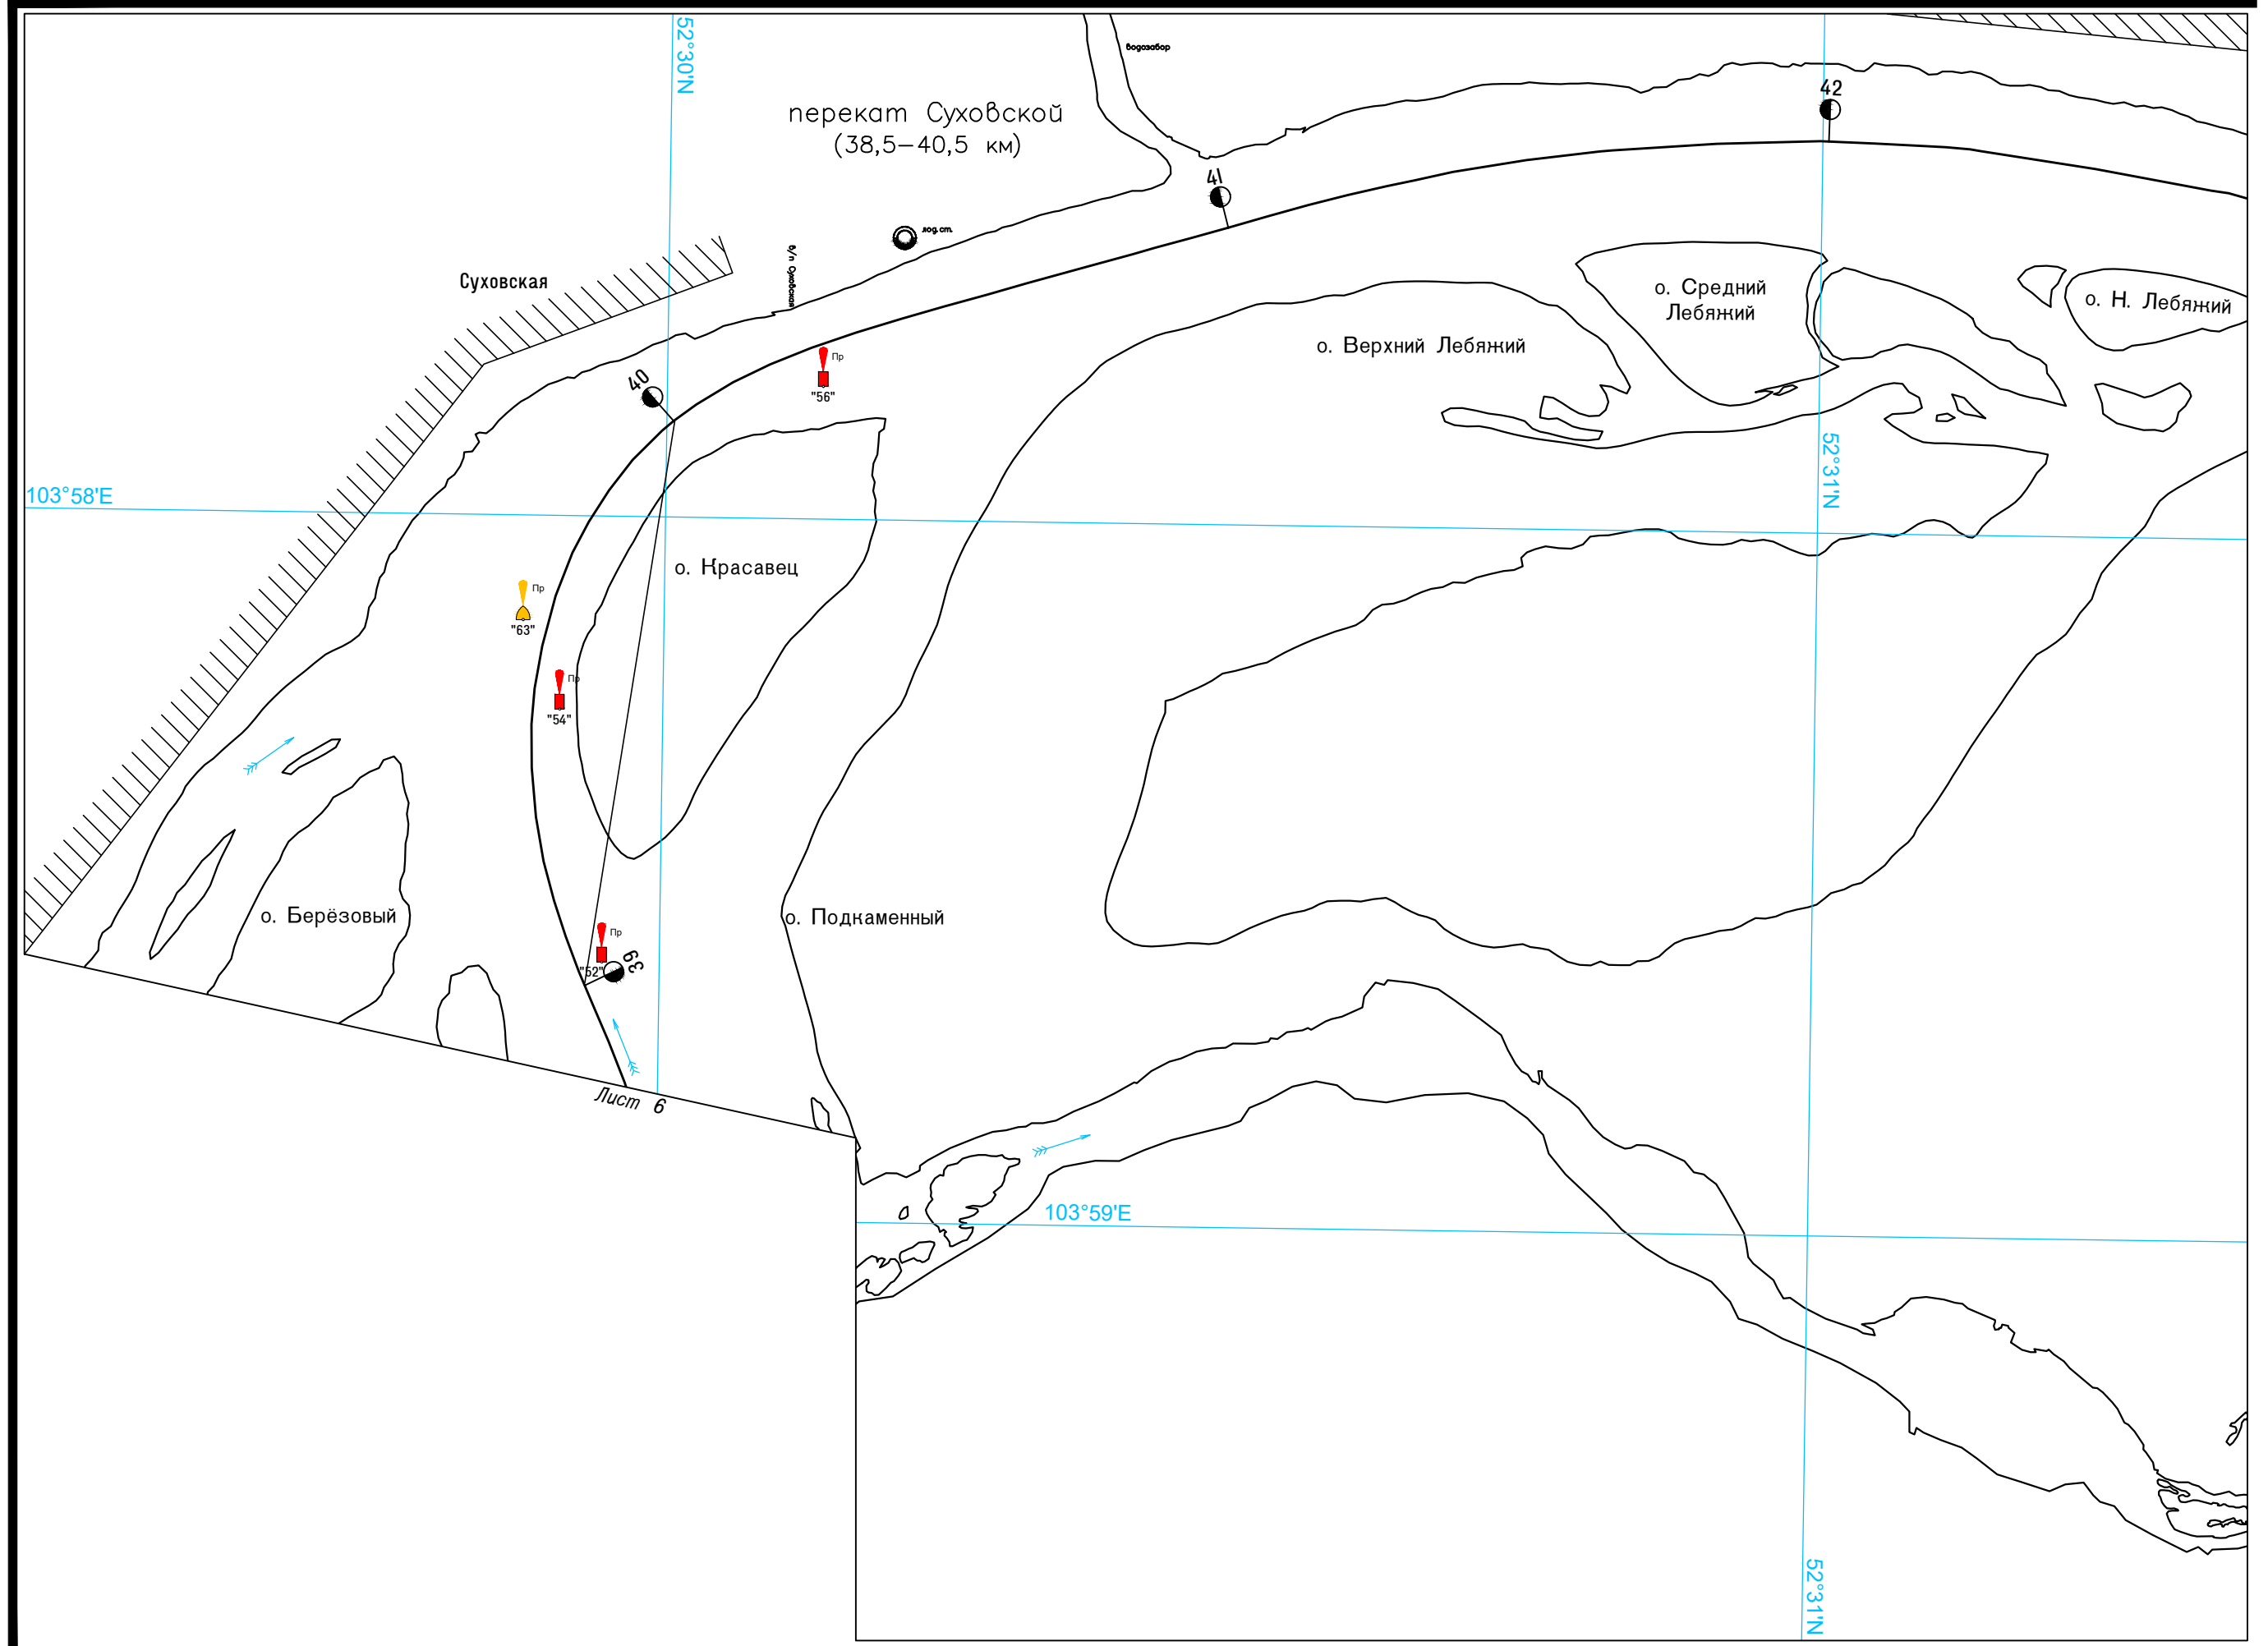 52°30'N
водозабор
42
перекат Суховской
(38,5–40,5 км)
41
лод. ст.
в/п Суховская
Суховская
о. Средний
Лебяжий
о. Н. Лебяжий
о. Верхний Лебяжий
40
Пр
"56"
52°31'N
103°58'E
о. Красавец
Пр
"63"
Пр
"54"
о. Берёзовый
о. Подкаменный
Пр
"52"
39
Лист 6
103°59'E
52°31'N